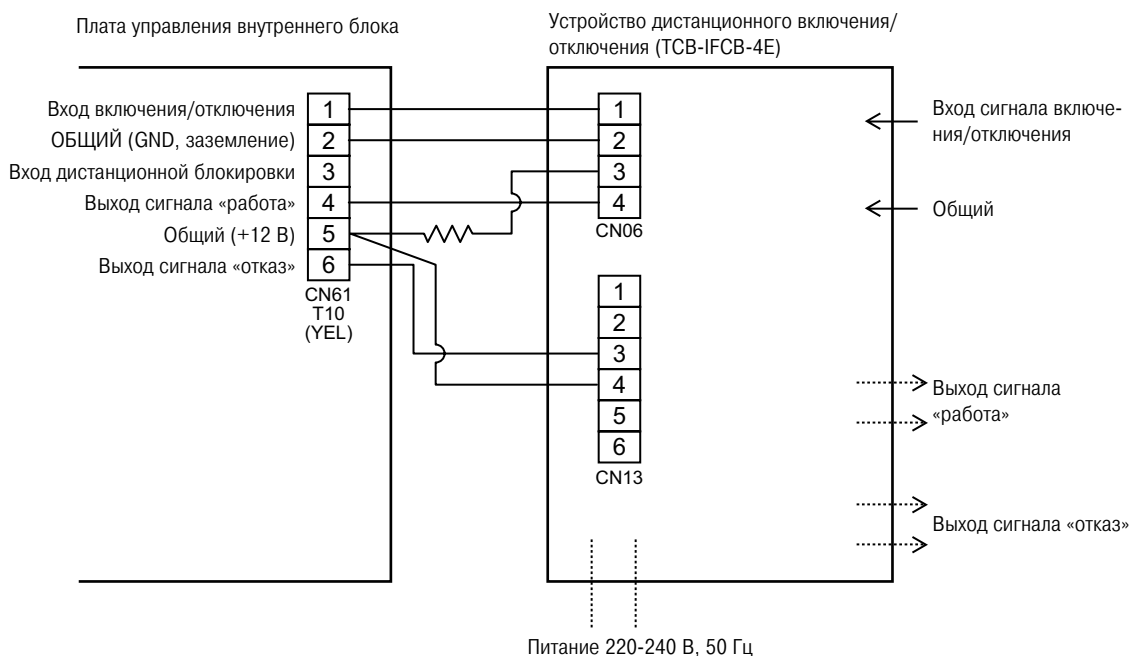 Плата управления внутреннего блока
Устройство дистанционного включения/
отключения (TCB-IFCB-4E)
Вход включения/отключения
ОБЩИЙ (GND, заземление)
Вход дистанционной блокировки
Выход сигнала «работа»
Общий (+12 В)
Выход сигнала «отказ»
1
2
3
4
5
6
CN61
T10
(YEL)
1
2
3
4
CN06
1
2
3
4
5
6
CN13
Вход сигнала включе-
ния/отключения
Общий
Выход сигнала
«работа»
Выход сигнала «отказ»
Питание 220-240 В, 50 Гц